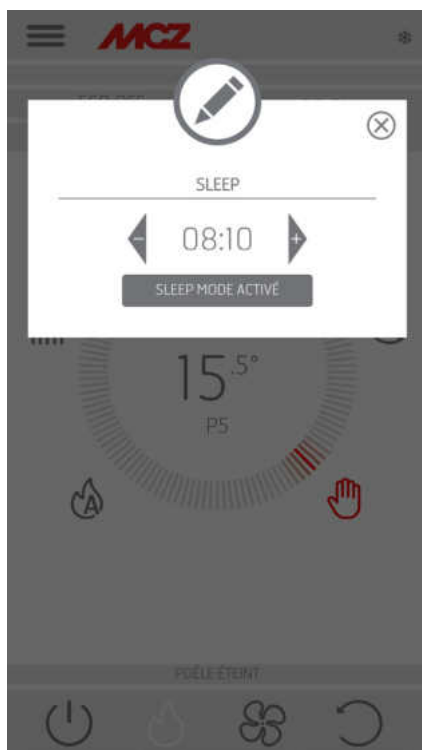 MCZ
SLEEP
- 08:10 +
SLEEP MODE ACTIVÉ
15.5°
P5
A
POÊLE ÉTEINT